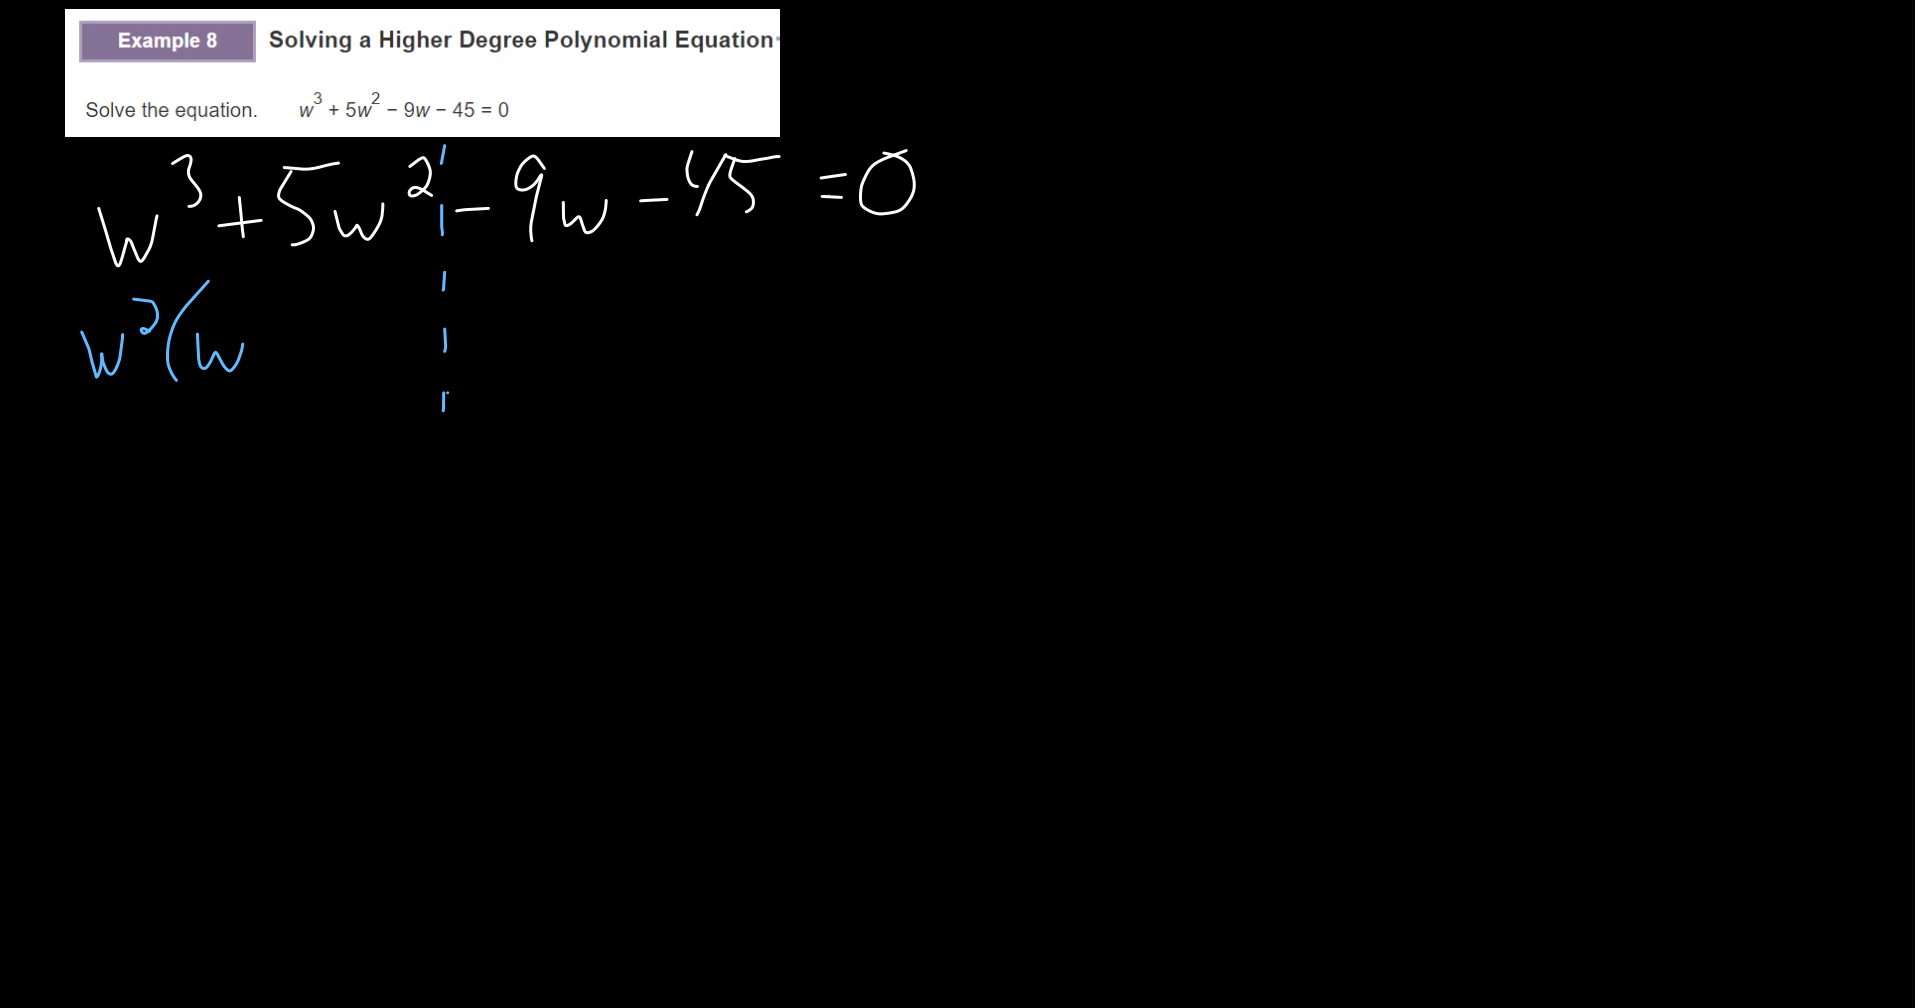 Example 8 Solving a Higher Degree Polynomial Equation
Solve the equation. w³ + 5w² − 9w − 45 = 0
w³ + 5w² − 9w − 45 = 0
w²(w